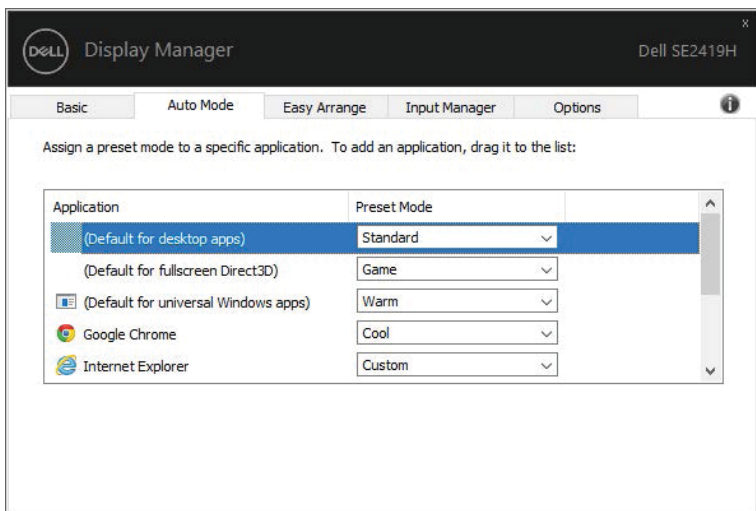 x
DELL Display Manager Dell SE2419H
Basic Auto Mode Easy Arrange Input Manager Options
Assign a preset mode to a specific application. To add an application, drag it to the list:
Application Preset Mode
(Default for desktop apps) Standard
(Default for fullscreen Direct3D) Game
(Default for universal Windows apps) Warm
Google Chrome Cool
Internet Explorer Custom